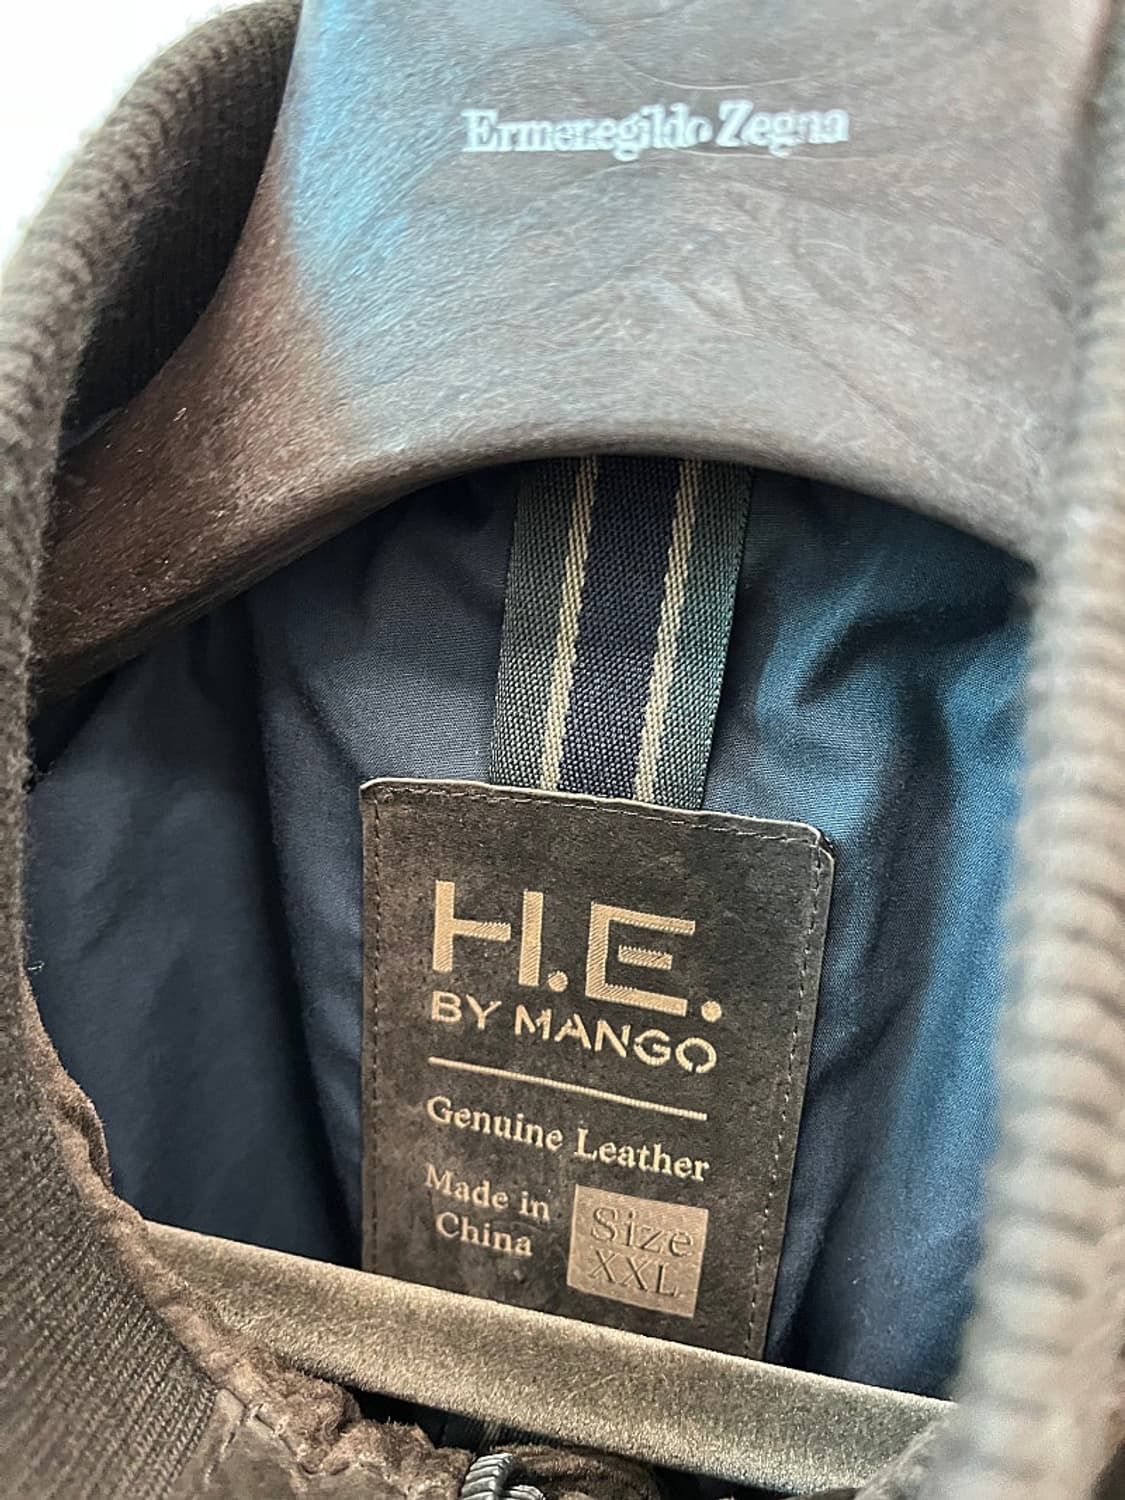 Ermenegildo Zegna
H.E.
BY MANGO
Genuine Leather
Made in
China
Size
XXL